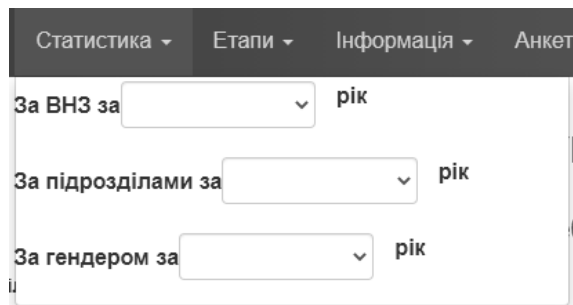 Статистика Етапи Інформація Анкет
За ВНЗ за рік
За підрозділами за рік
За гендером за рік